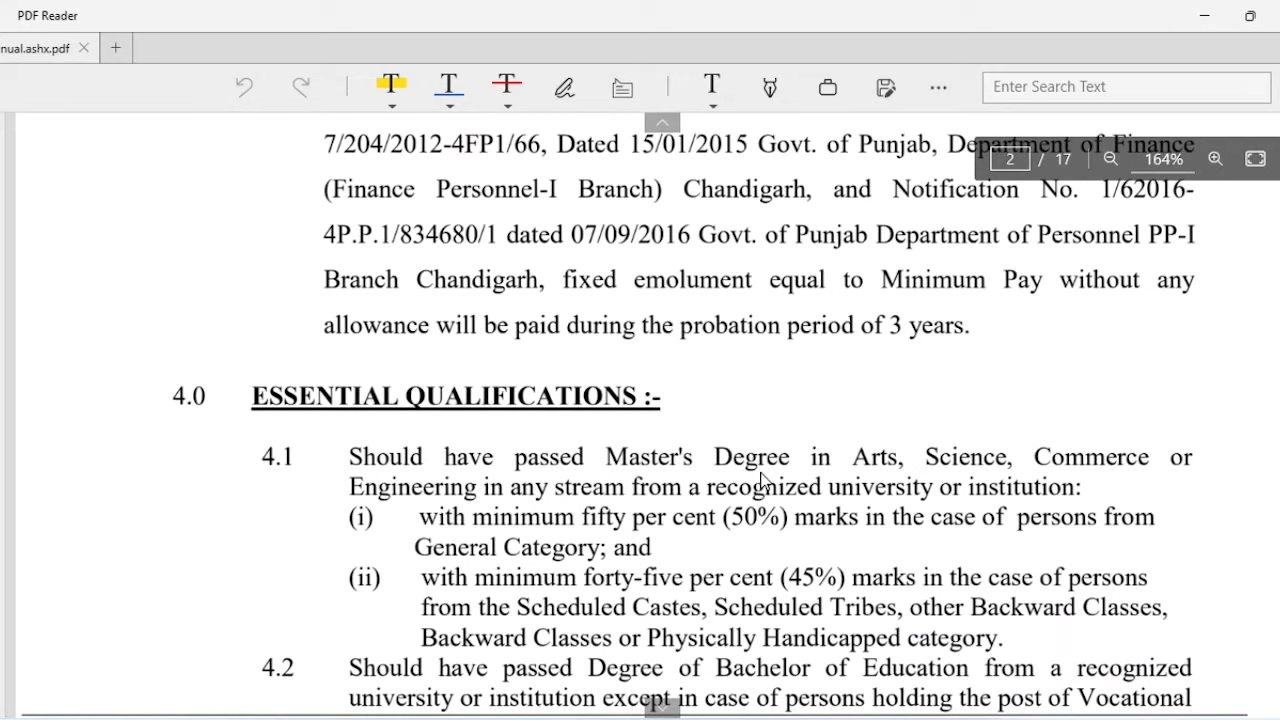 PDF Reader
nual.ashx.pdf
Enter Search Text
2 / 17 164%
7/204/2012-4FP1/66, Dated 15/01/2015 Govt. of Punjab, Department of Finance
(Finance Personnel-I Branch) Chandigarh, and Notification No. 1/62016-
4P.P.1/834680/1 dated 07/09/2016 Govt. of Punjab Department of Personnel PP-I
Branch Chandigarh, fixed emolument equal to Minimum Pay without any
allowance will be paid during the probation period of 3 years.
4.0 ESSENTIAL QUALIFICATIONS :-
4.1 Should have passed Master's Degree in Arts, Science, Commerce or
Engineering in any stream from a recognized university or institution:
(i) with minimum fifty per cent (50%) marks in the case of persons from
General Category; and
(ii) with minimum forty-five per cent (45%) marks in the case of persons
from the Scheduled Castes, Scheduled Tribes, other Backward Classes,
Backward Classes or Physically Handicapped category.
4.2 Should have passed Degree of Bachelor of Education from a recognized
university or institution except in case of persons holding the post of Vocational